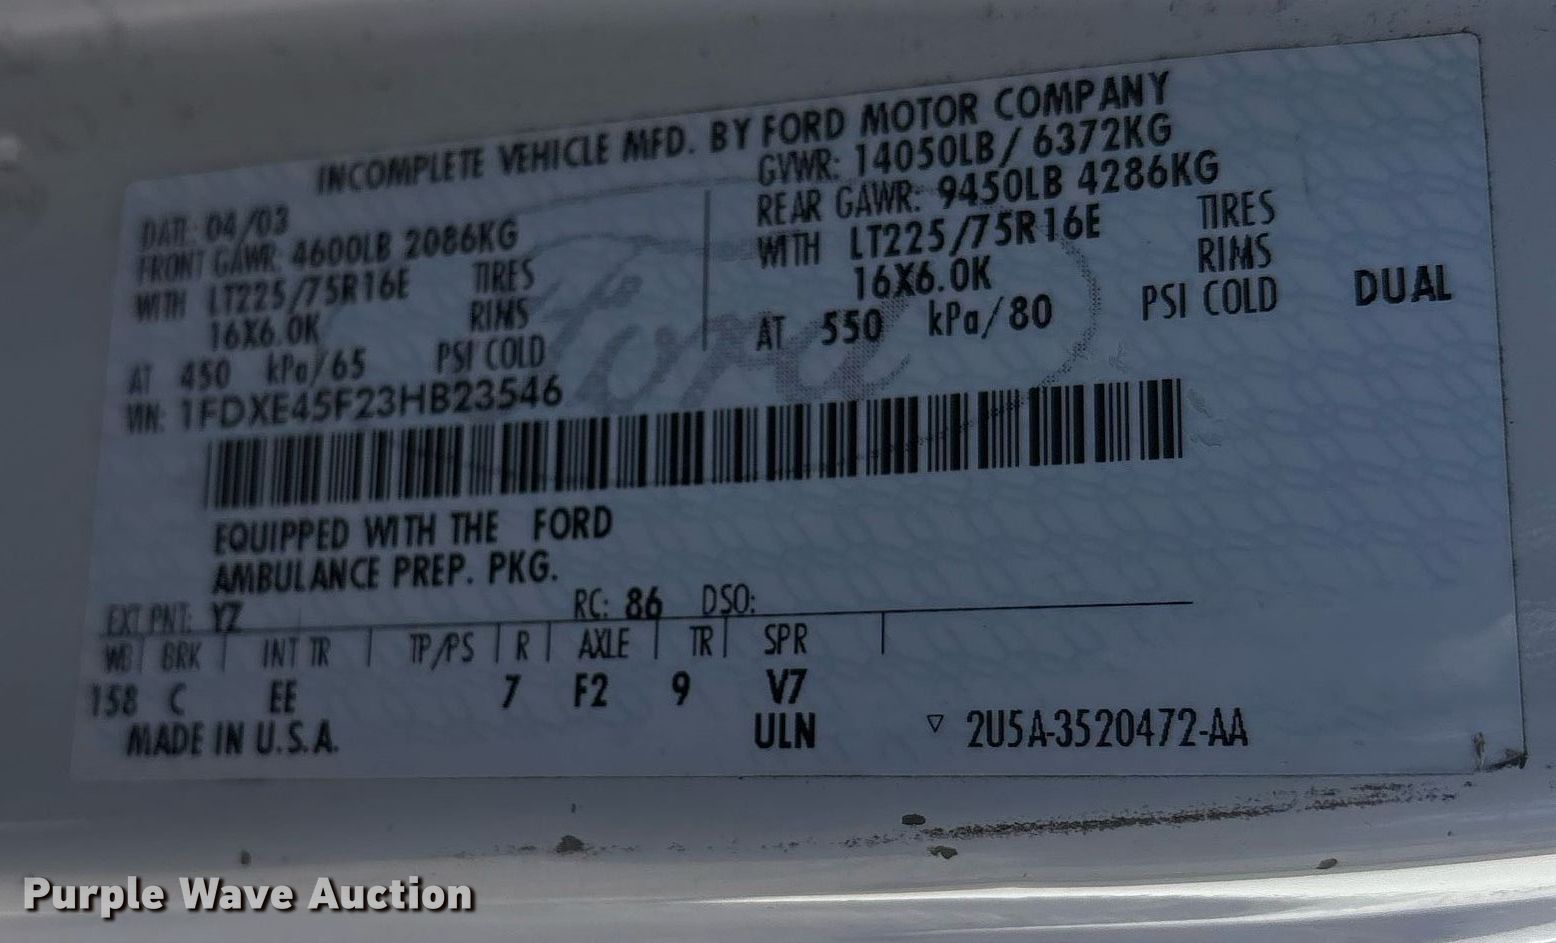 INCOMPLETE VEHICLE MFD. BY FORD MOTOR COMPANY
DATE: 04/03
GVWR: 14050LB/ 6372KG
FRONT GAWR: 4600LB 2086KG
REAR GAWR: 9450LB 4286KG
WITH LT225/75R16E TIRES
WITH LT225/75R16E TIRES
16X6.0K RIMS
16X6.0K RIMS
AT 450 kPa/65 PSI COLD
AT 550 kPa/80 PSI COLD DUAL
VIN: 1FDXE45F23HB23546
Ford
EQUIPPED WITH THE FORD
AMBULANCE PREP. PKG.
EXT PNT: YZ RC: 86 DSO:
WB BRK INT TR TP/PS R AXLE TR SPR
158 C EE 7 F2 9 V7
MADE IN U.S.A. ULN ▽ 2U5A-3520472-AA
Purple Wave Auction